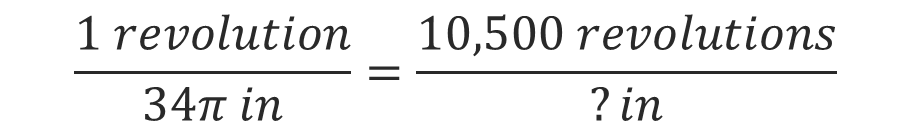 1 revolution / 34π in = 10,500 revolutions / ? in